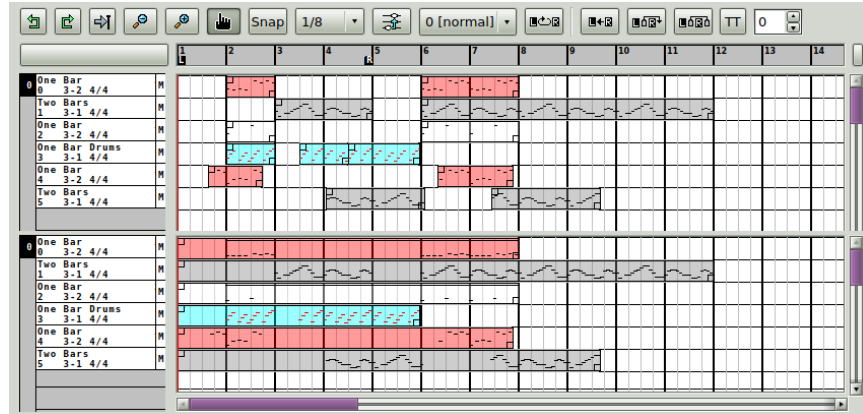 Snap 1/8 0 [normal] TT 0
1 2 3 4 5 6 7 8 9 10 11 12 13 14
L R
0 One Bar
0 3-2 4/4 M
Two Bars
1 3-1 4/4 M
One Bar
2 3-2 4/4 M
One Bar Drums
3 3-1 4/4 M
One Bar
4 3-2 4/4 M
Two Bars
5 3-1 4/4 M
0 One Bar
0 3-2 4/4 M
Two Bars
1 3-1 4/4 M
One Bar
2 3-2 4/4 M
One Bar Drums
3 3-1 4/4 M
One Bar
4 3-2 4/4 M
Two Bars
5 3-1 4/4 M